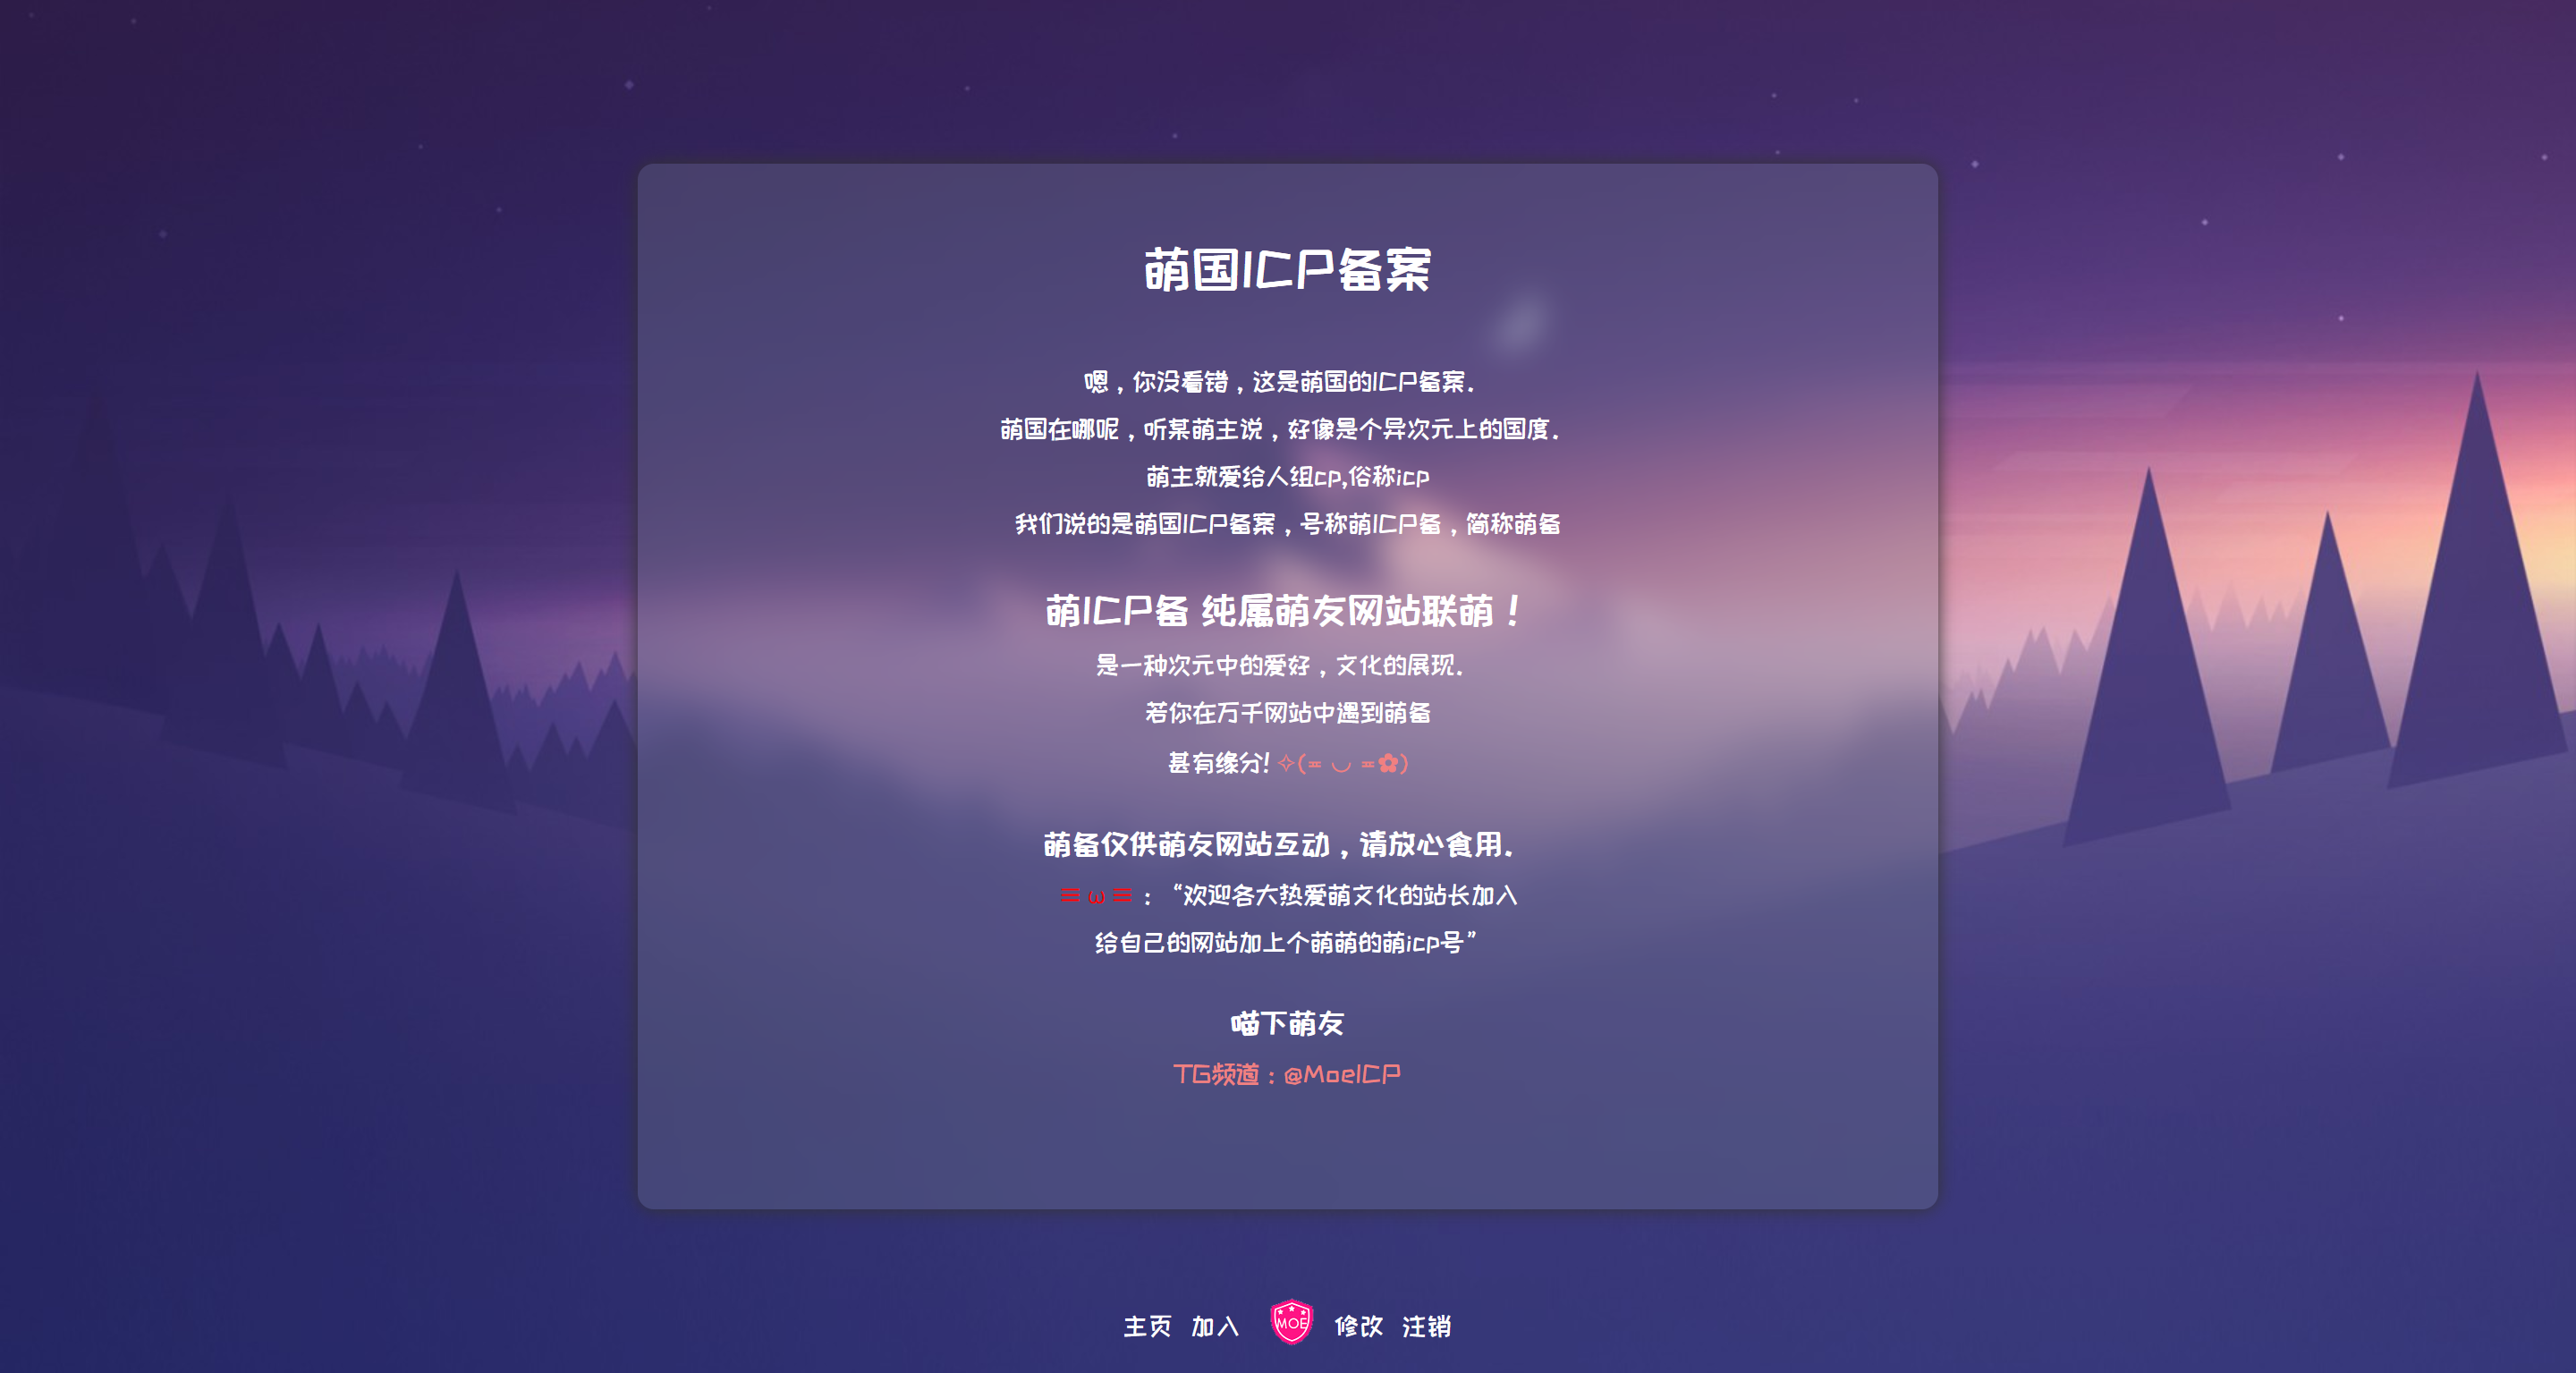 萌国ICP备案
嗯，你没看错，这是萌国的ICP备案.
萌国在哪呢，听某萌主说，好像是个异次元上的国度.
萌主就爱给人组cp,俗称icp
我们说的是萌国ICP备案，号称萌ICP备，简称萌备
萌ICP备 纯属萌友网站联萌！
是一种次元中的爱好，文化的展现.
若你在万千网站中遇到萌备
甚有缘分! ✧(≖ ◡ ≖✿)
萌备仅供萌友网站互动，请放心食用.
三 ω 三 ：“欢迎各大热爱萌文化的站长加入
给自己的网站加上个萌萌的萌icp号”
喵下萌友
TG频道：@MoeICP
主页 加入 MOE 修改 注销